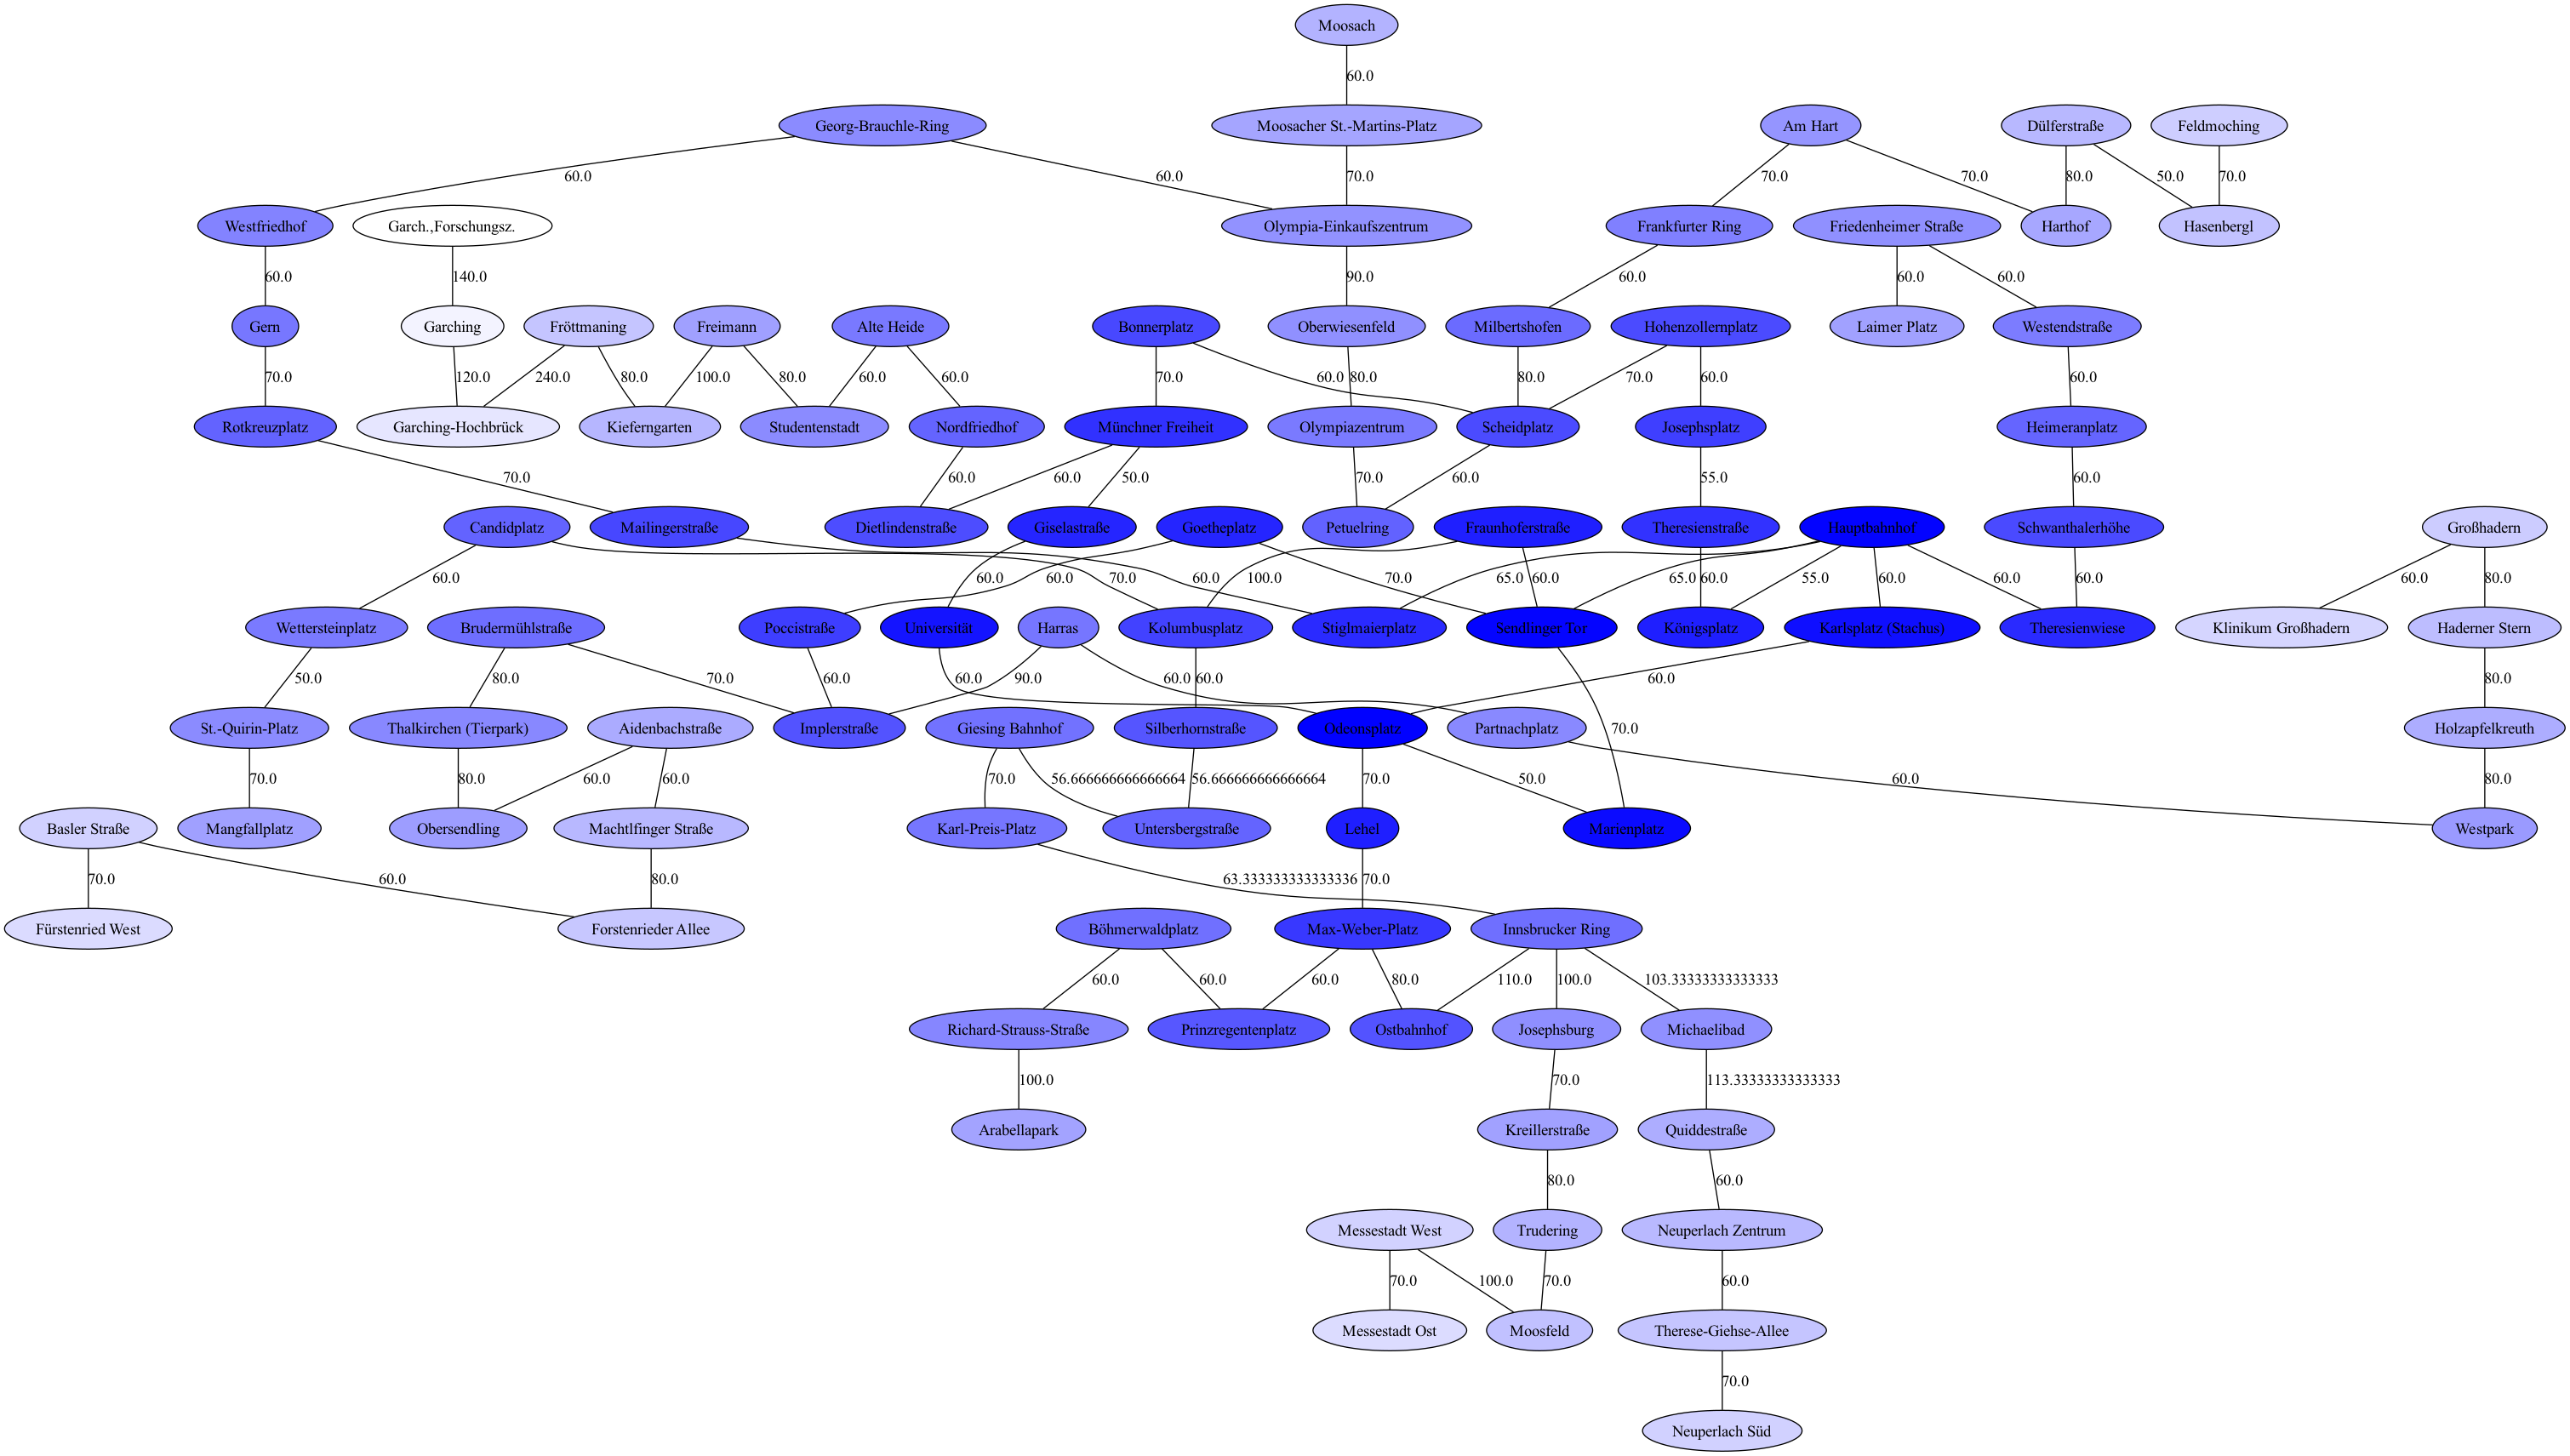 Moosach
60.0
Georg-Brauchle-Ring
Moosacher St.-Martins-Platz
Am Hart
Dülferstraße
Feldmoching
60.0
60.0
70.0
70.0
70.0
80.0
50.0
70.0
Westfriedhof
Garch.,Forschungsz.
Olympia-Einkaufszentrum
Frankfurter Ring
Friedenheimer Straße
Harthof
Hasenbergl
60.0
140.0
90.0
60.0
60.0
60.0
Gern
Garching
Fröttmaning
Freimann
Alte Heide
Bonnerplatz
Oberwiesenfeld
Milbertshofen
Hohenzollernplatz
Laimer Platz
Westendstraße
70.0
120.0
240.0
80.0
100.0
80.0
60.0
60.0
70.0
60.0
80.0
80.0
70.0
60.0
60.0
Rotkreuzplatz
Garching-Hochbrück
Kieferngarten
Studentenstadt
Nordfriedhof
Münchner Freiheit
Olympiazentrum
Scheidplatz
Josephsplatz
Heimeranplatz
70.0
60.0
60.0
50.0
70.0
60.0
55.0
60.0
Candidplatz
Mailingerstraße
Dietlindenstraße
Giselastraße
Goetheplatz
Petuelring
Fraunhoferstraße
Theresienstraße
Hauptbahnhof
Schwanthalerhöhe
Großhadern
60.0
60.0
60.0
70.0
60.0
100.0
70.0
65.0
60.0
65.0
60.0
55.0
60.0
60.0
60.0
60.0
80.0
Wettersteinplatz
Brudermühlstraße
Poccistraße
Universität
Harras
Kolumbusplatz
Stiglmaierplatz
Sendlinger Tor
Königsplatz
Karlsplatz (Stachus)
Theresienwiese
Klinikum Großhadern
Haderner Stern
50.0
80.0
70.0
60.0
60.0
90.0
60.0
60.0
70.0
60.0
80.0
St.-Quirin-Platz
Thalkirchen (Tierpark)
Aidenbachstraße
Implerstraße
Giesing Bahnhof
Silberhornstraße
Odeonsplatz
Partnachplatz
Holzapfelkreuth
70.0
80.0
60.0
60.0
70.0
56.666666666666664
56.666666666666664
70.0
50.0
60.0
80.0
Basler Straße
Mangfallplatz
Obersendling
Machtlfinger Straße
Karl-Preis-Platz
Untersbergstraße
Lehel
Marienplatz
Westpark
70.0
60.0
80.0
63.333333333333336
70.0
Fürstenried West
Forstenrieder Allee
Böhmerwaldplatz
Max-Weber-Platz
Innsbrucker Ring
60.0
60.0
60.0
80.0
110.0
100.0
103.33333333333333
Richard-Strauss-Straße
Prinzregentenplatz
Ostbahnhof
Josephsburg
Michaelibad
100.0
70.0
113.33333333333333
Arabellapark
Kreillerstraße
Quiddestraße
80.0
60.0
Messestadt West
Trudering
Neuperlach Zentrum
70.0
100.0
70.0
60.0
Messestadt Ost
Moosfeld
Therese-Giehse-Allee
70.0
Neuperlach Süd